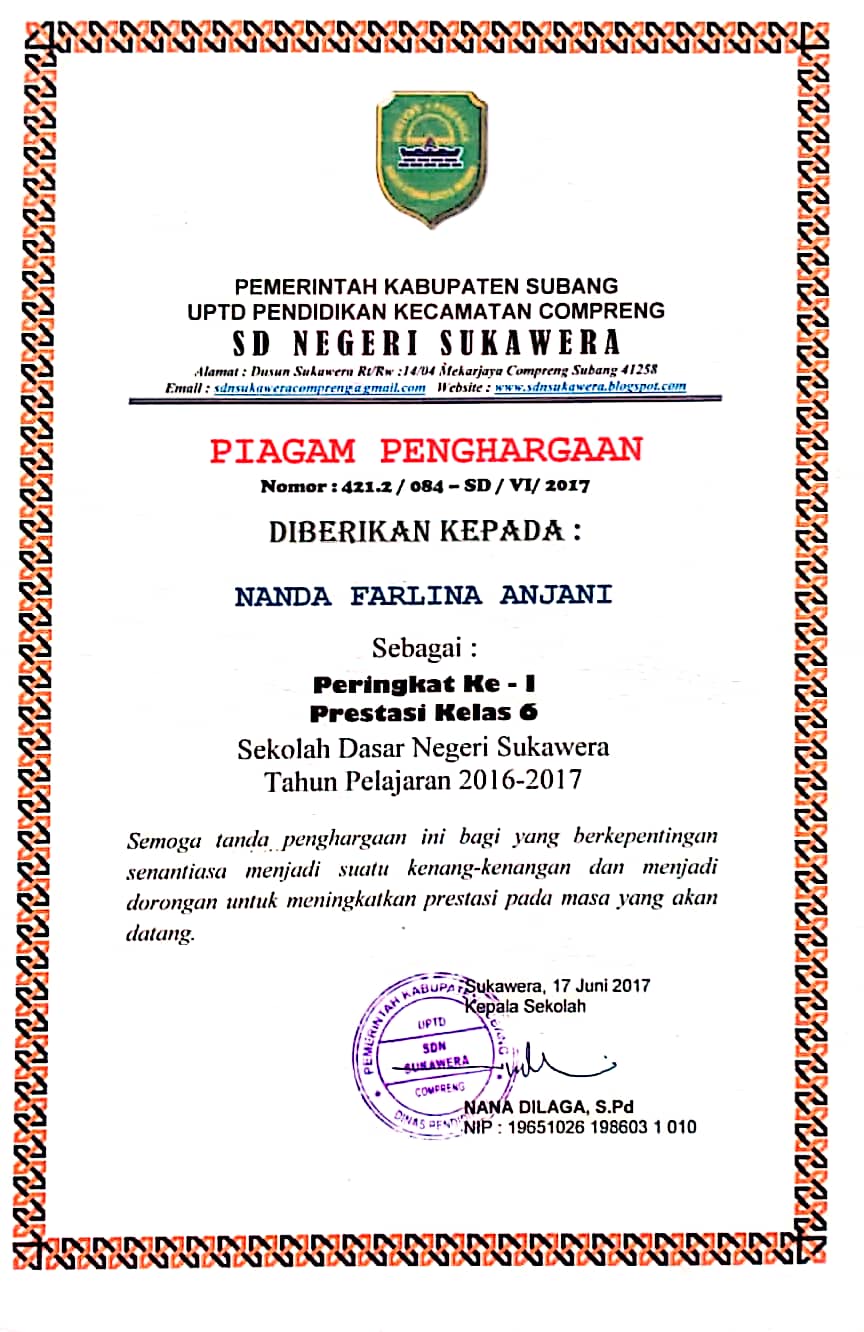 PEMERINTAH KABUPATEN SUBANG
UPTD PENDIDIKAN KECAMATAN COMPRENG
SD NEGERI SUKAWERA
Alamat : Dusun Sukawera Rt/Rw :14/04 Mekarjaya Compreng Subang 41258
Email : sdnsukaweracompreng@gmail.com Website : www.sdnsukawera.blogspot.com
PIAGAM PENGHARGAAN
Nomor : 421.2 / 084 – SD / VI/ 2017
DIBERIKAN KEPADA :
NANDA FARLINA ANJANI
Sebagai :
Peringkat Ke - I
Prestasi Kelas 6
Sekolah Dasar Negeri Sukawera
Tahun Pelajaran 2016-2017
Semoga tanda penghargaan ini bagi yang berkepentingan
senantiasa menjadi suatu kenang-kenangan dan menjadi
dorongan untuk meningkatkan prestasi pada masa yang akan
datang.
Sukawera, 17 Juni 2017
Kepala Sekolah
PEMERINTAH KABUPATEN
UPTD
SDN
SUKAWERA
COMPRENG
DINAS
NANA DILAGA, S.Pd
NIP : 19651026 198603 1 010